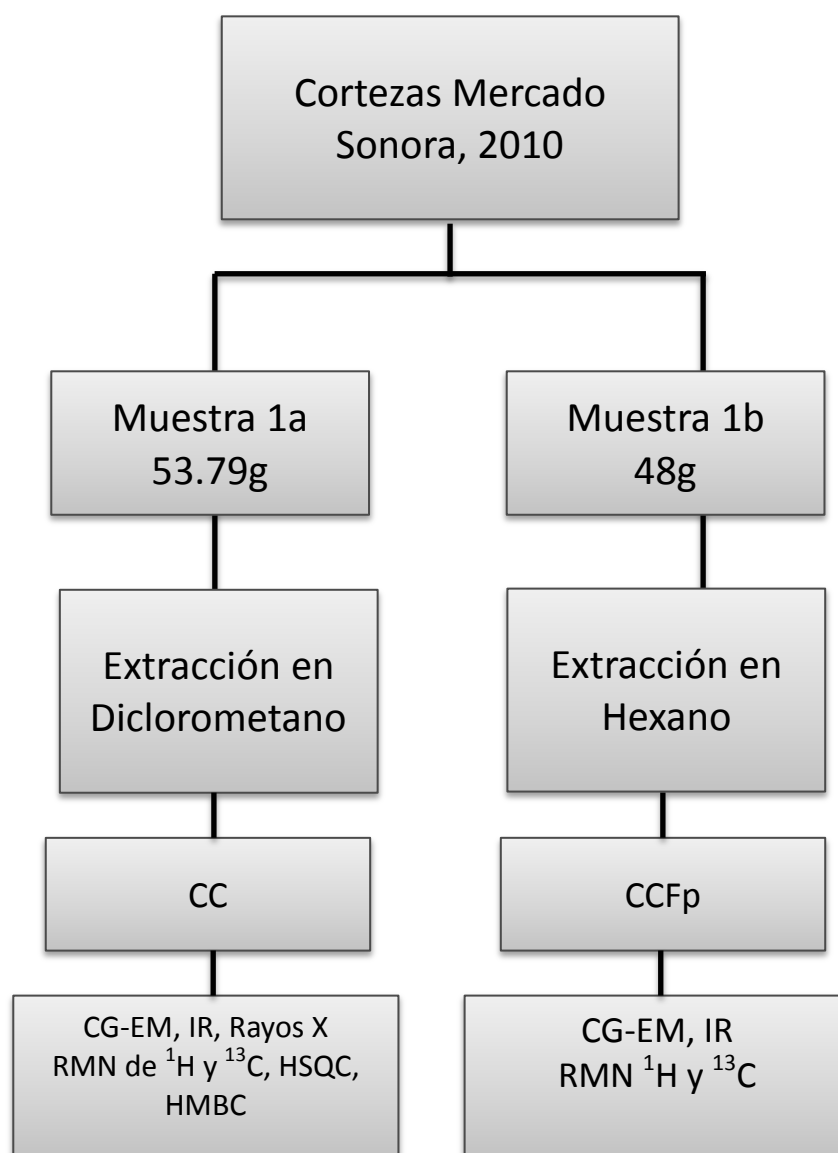 Cortezas Mercado
Sonora, 2010
Muestra 1a
53.79g
Muestra 1b
48g
Extracción en
Diclorometano
Extracción en
Hexano
CC
CCFp
CG-EM, IR, Rayos X
RMN de ¹H y ¹³C, HSQC,
HMBC
CG-EM, IR
RMN ¹H y ¹³C